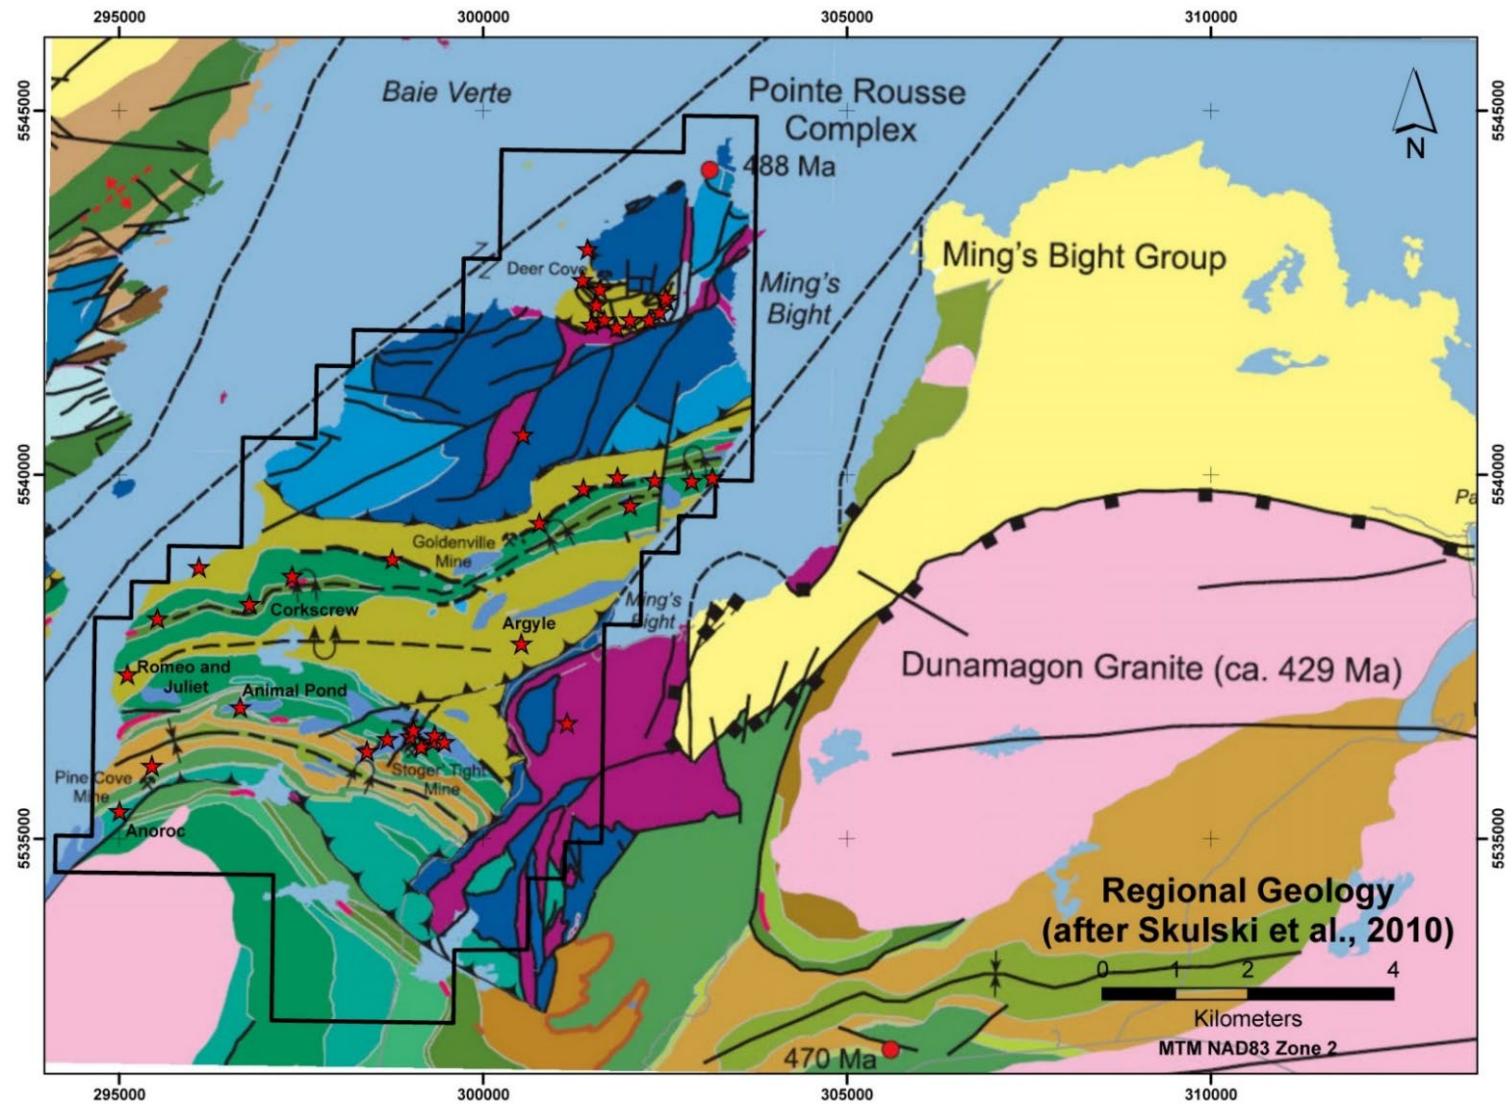 295000
300000
305000
310000
5545000
5545000
Baie Verte
Pointe Rousse
Complex
488 Ma
N
Ming's Bight Group
Deer Cove
Ming's
Bight
5540000
5540000
Goldenville
Mine
Corkscrew
Ming's
Bight
Argyle
Romeo and
Juliet
Animal Pond
Dunamagon Granite (ca. 429 Ma)
Pine Cove
Mine
Stoger Tight
Mine
Anoroc
5535000
5535000
Regional Geology
(after Skulski et al., 2010)
0 1 2 4
Kilometers
MTM NAD83 Zone 2
470 Ma
295000
300000
305000
310000